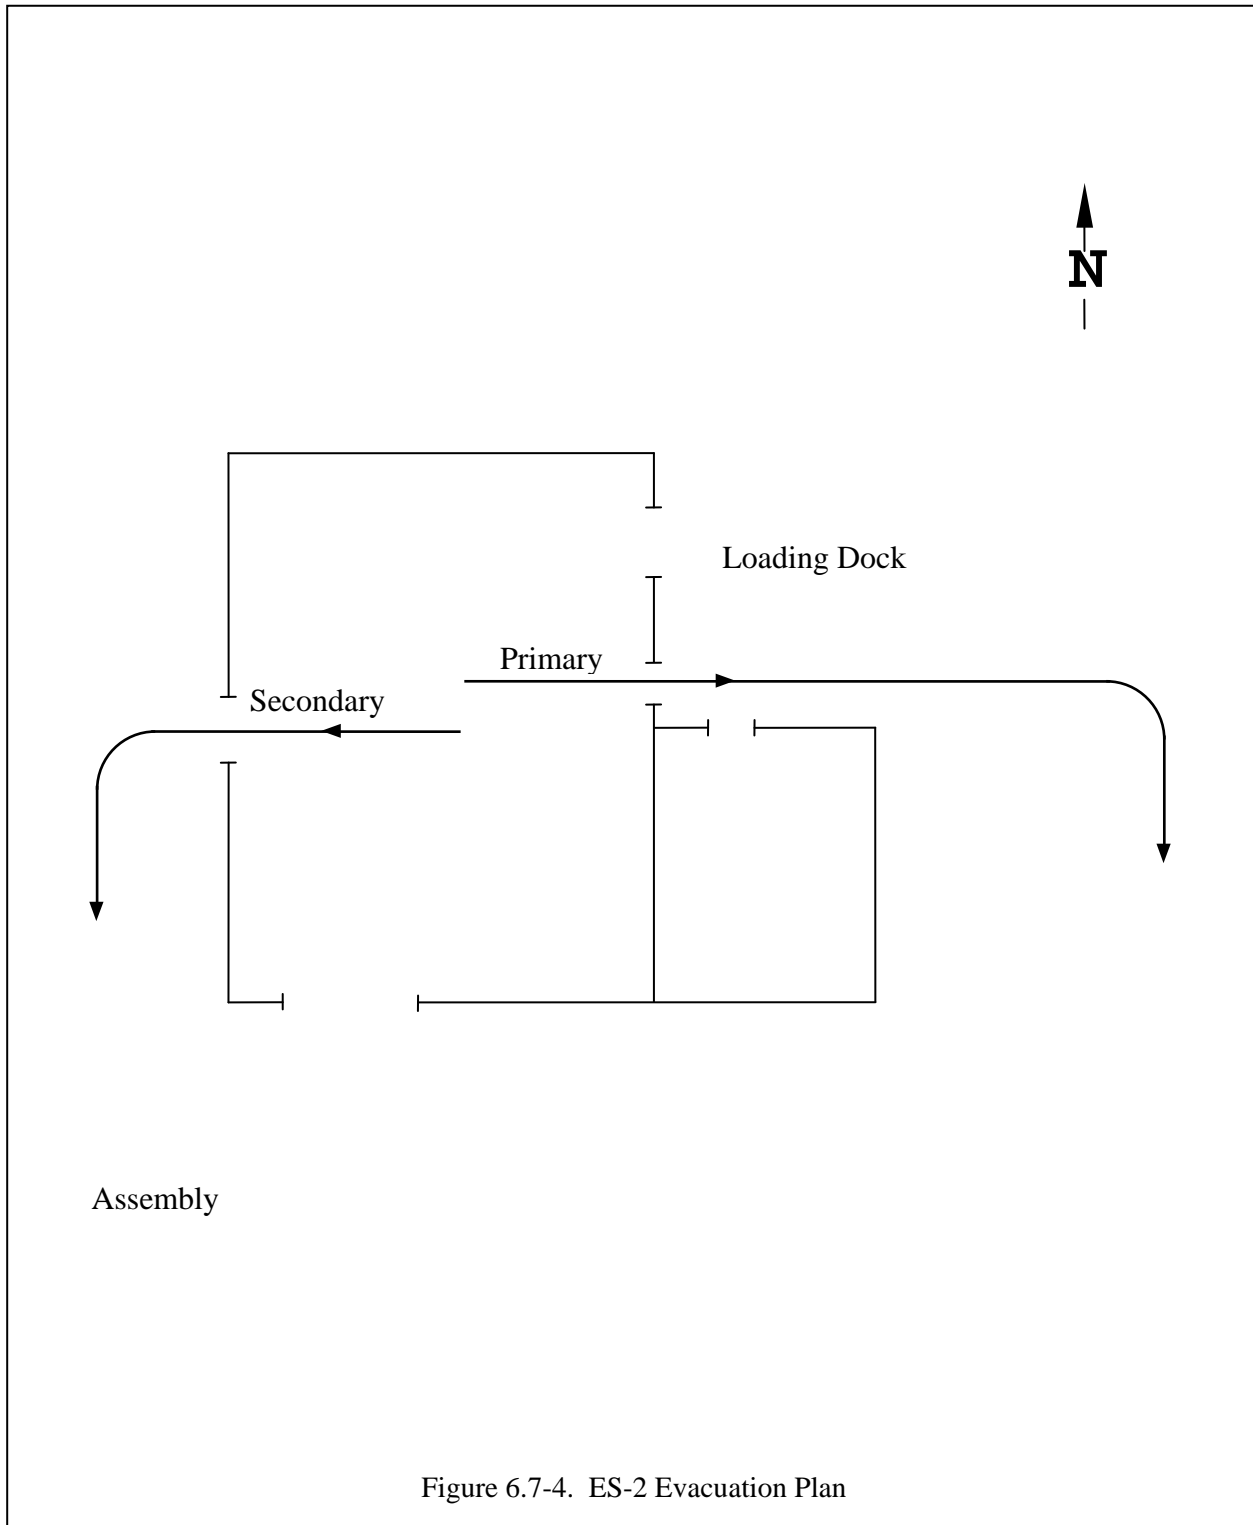 N
Loading Dock
Primary
Secondary
Assembly
Figure 6.7-4. ES-2 Evacuation Plan